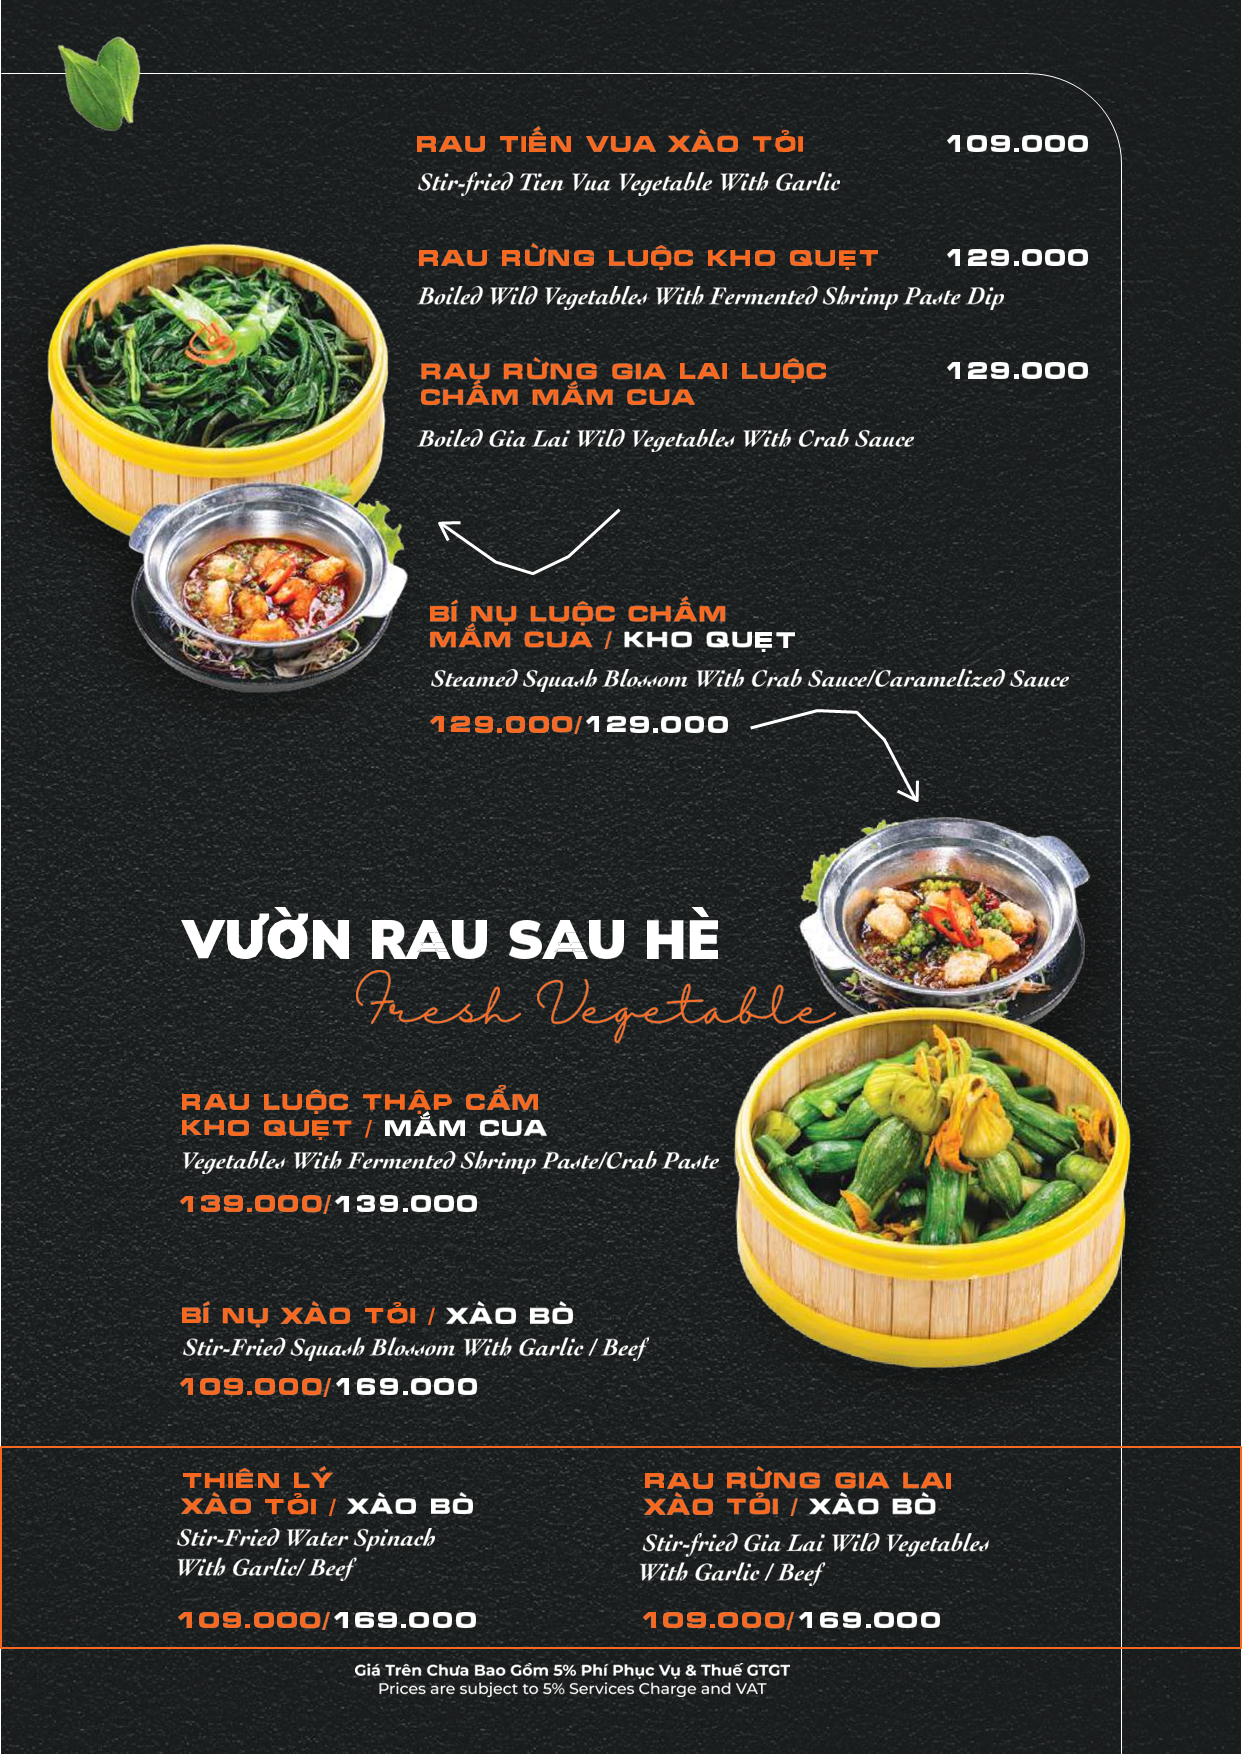 RAU TIẾN VUA XÀO TỎI 109.000
Stir-fried Tien Vua Vegetable With Garlic
RAU RỪNG LUỘC KHO QUẸT 129.000
Boiled Wild Vegetables With Fermented Shrimp Paste Dip
RAU RỪNG GIA LAI LUỘC 129.000
CHẤM MẮM CUA
Boiled Gia Lai Wild Vegetables With Crab Sauce
BÍ NỤ LUỘC CHẤM
MẮM CUA / KHO QUẸT
Steamed Squash Blossom With Crab Sauce/Caramelized Sauce
129.000/129.000
VƯỜN RAU SAU HÈ
Fresh Vegetable
RAU LUỘC THẬP CẨM
KHO QUẸT / MẮM CUA
Vegetables With Fermented Shrimp Paste/Crab Paste
139.000/139.000
BÍ NỤ XÀO TỎI / XÀO BÒ
Stir-Fried Squash Blossom With Garlic / Beef
109.000/169.000
THIÊN LÝ
XÀO TỎI / XÀO BÒ
Stir-Fried Water Spinach
With Garlic/ Beef
109.000/169.000
RAU RỪNG GIA LAI
XÀO TỎI / XÀO BÒ
Stir-fried Gia Lai Wild Vegetables
With Garlic / Beef
109.000/169.000
Giá Trên Chưa Bao Gồm 5% Phí Phục Vụ & Thuế GTGT
Prices are subject to 5% Services Charge and VAT